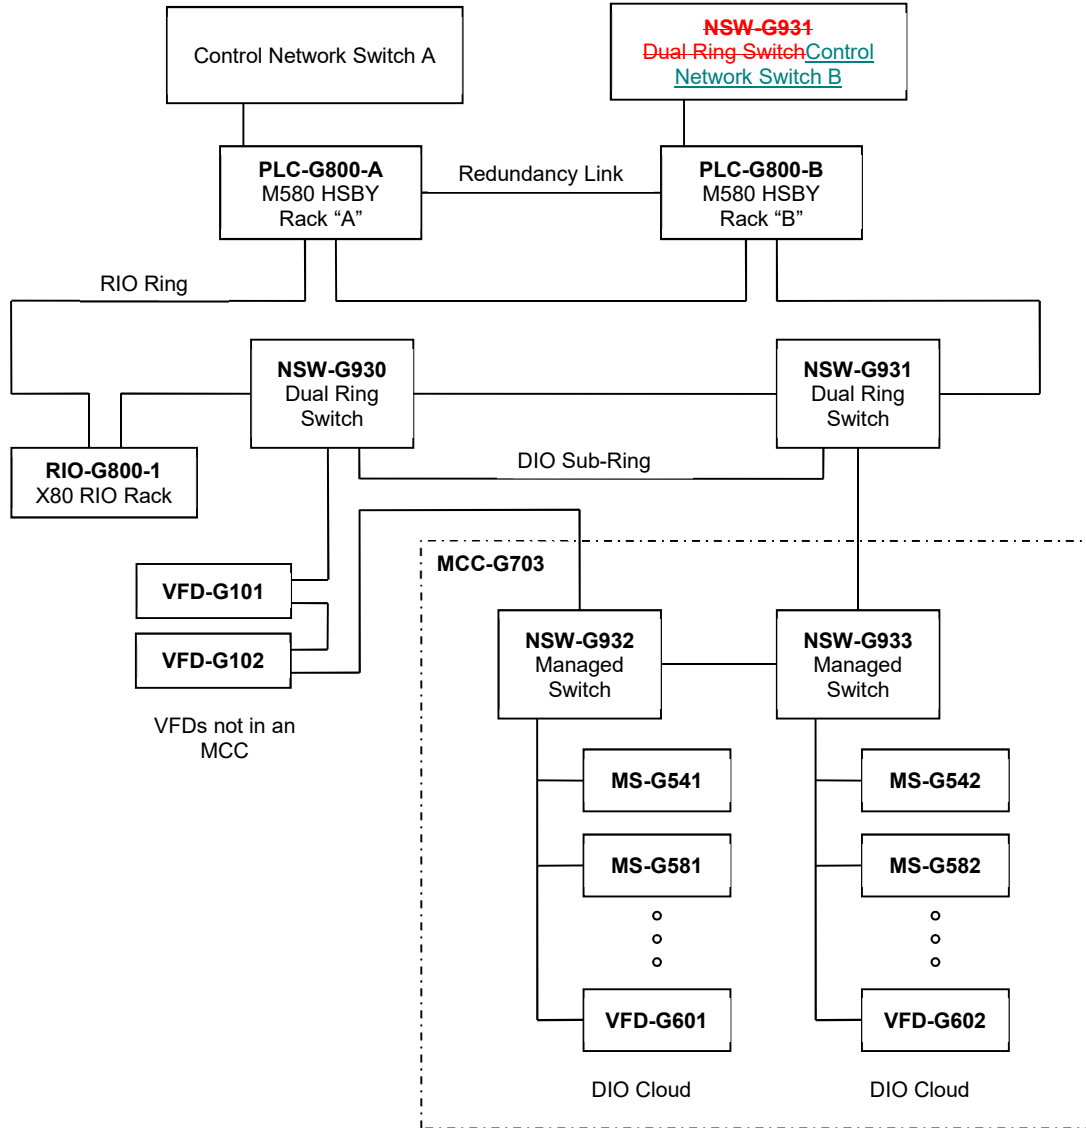 Control Network Switch A
NSW-G931
Dual Ring SwitchControl
Network Switch B
PLC-G800-A
M580 HSBY
Rack “A”
Redundancy Link
PLC-G800-B
M580 HSBY
Rack “B”
RIO Ring
NSW-G930
Dual Ring
Switch
NSW-G931
Dual Ring
Switch
RIO-G800-1
X80 RIO Rack
DIO Sub-Ring
MCC-G703
VFD-G101
VFD-G102
VFDs not in an
MCC
NSW-G932
Managed
Switch
NSW-G933
Managed
Switch
MS-G541
MS-G542
MS-G581
MS-G582
VFD-G601
VFD-G602
DIO Cloud
DIO Cloud